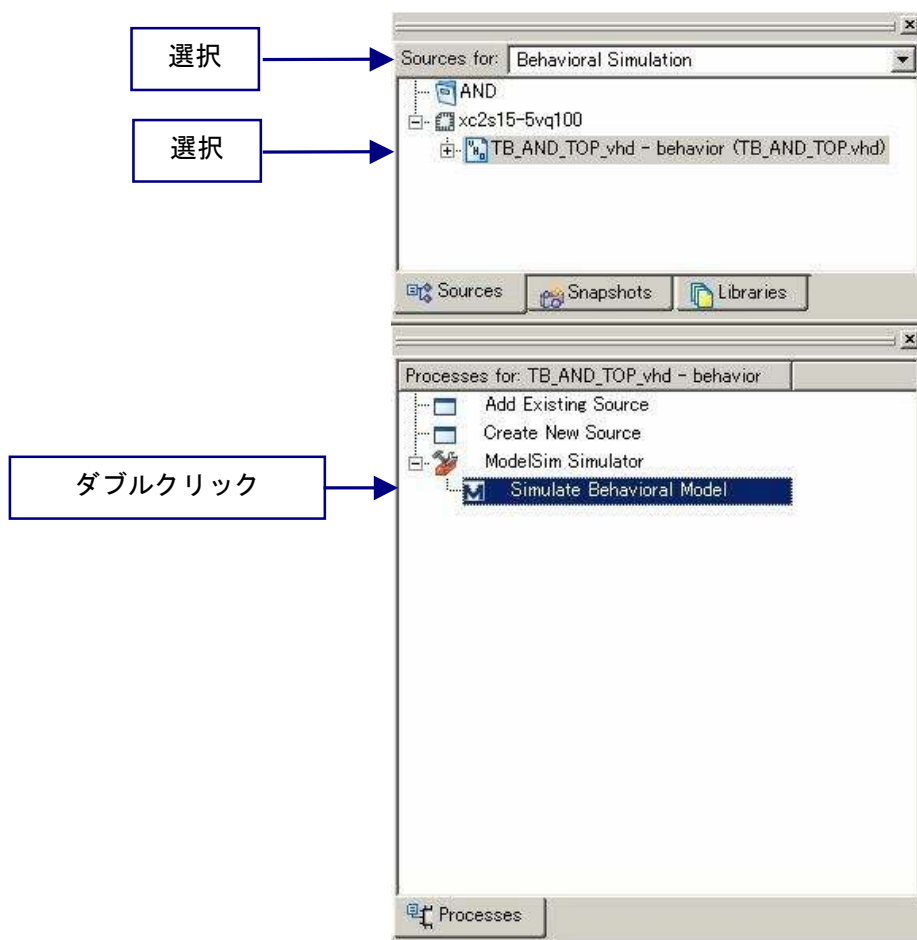 選択
Sources for: Behavioral Simulation
AND
xc2s15-5vq100
選択
TB_AND_TOP_vhd - behavior (TB_AND_TOP.vhd)
Sources Snapshots Libraries
Processes for: TB_AND_TOP_vhd - behavior
Add Existing Source
Create New Source
ModelSim Simulator
ダブルクリック
Simulate Behavioral Model
Processes